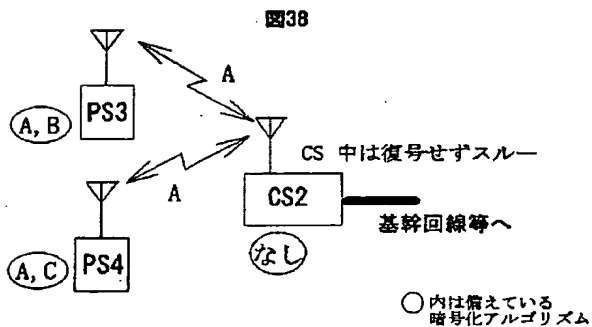 図38
PS3
A
A, B
CS 中は復号せずスルー
CS2
A
基幹回線等へ
なし
PS4
A, C
○内は備えている
暗号化アルゴリズム